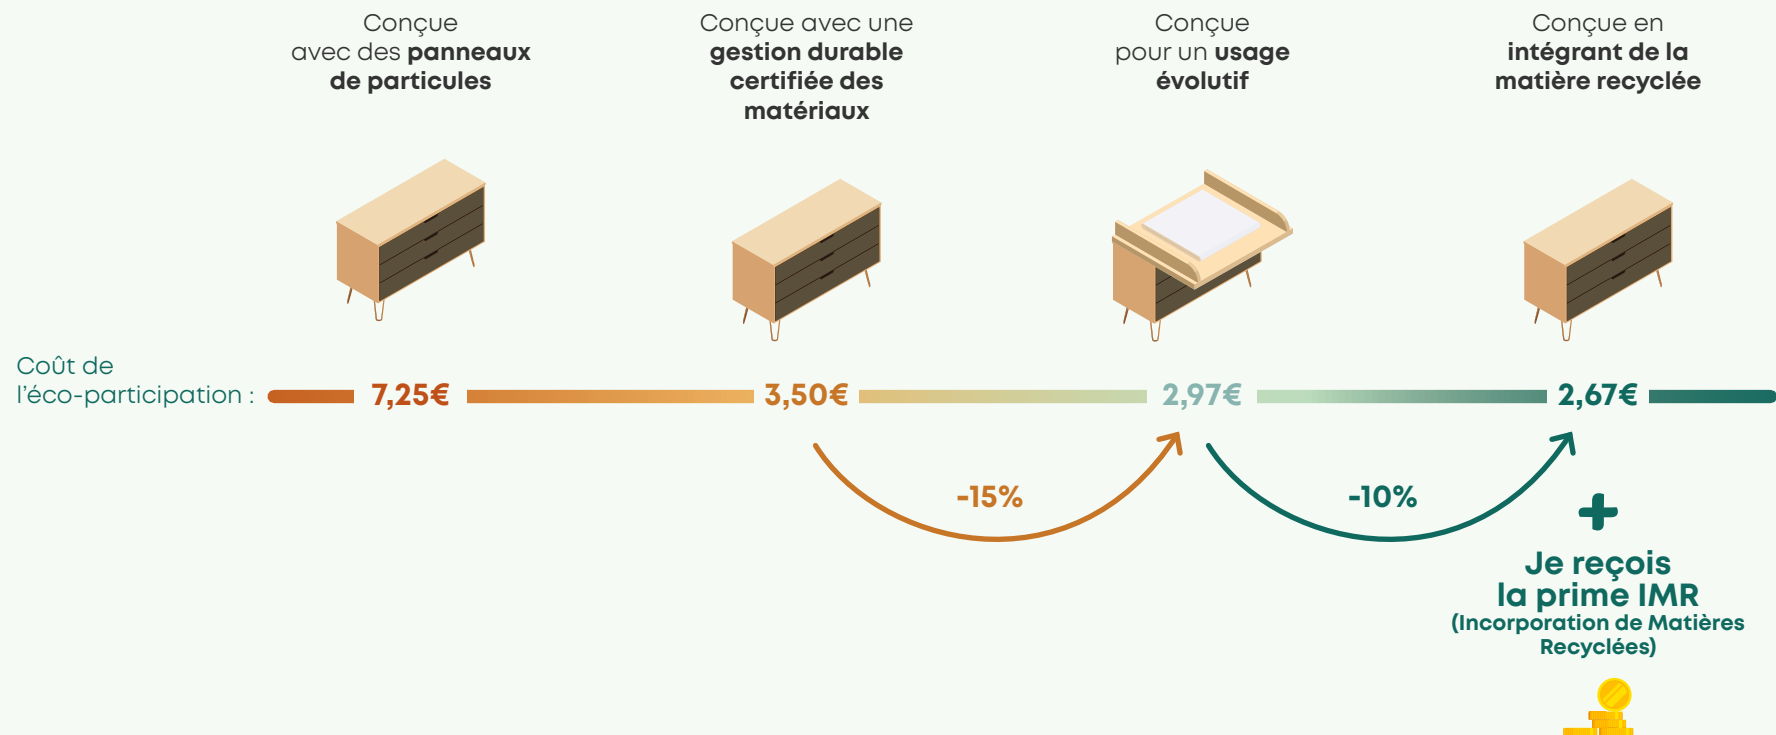 Conçue
avec des panneaux
de particules
Conçue avec une
gestion durable
certifiée des
matériaux
Conçue
pour un usage
évolutif
Conçue en
intégrant de la
matière recyclée
Coût de
l'éco-participation :
7,25€
3,50€
2,97€
2,67€
-15%
-10%
+
Je reçois
la prime IMR
(Incorporation de Matières
Recyclées)